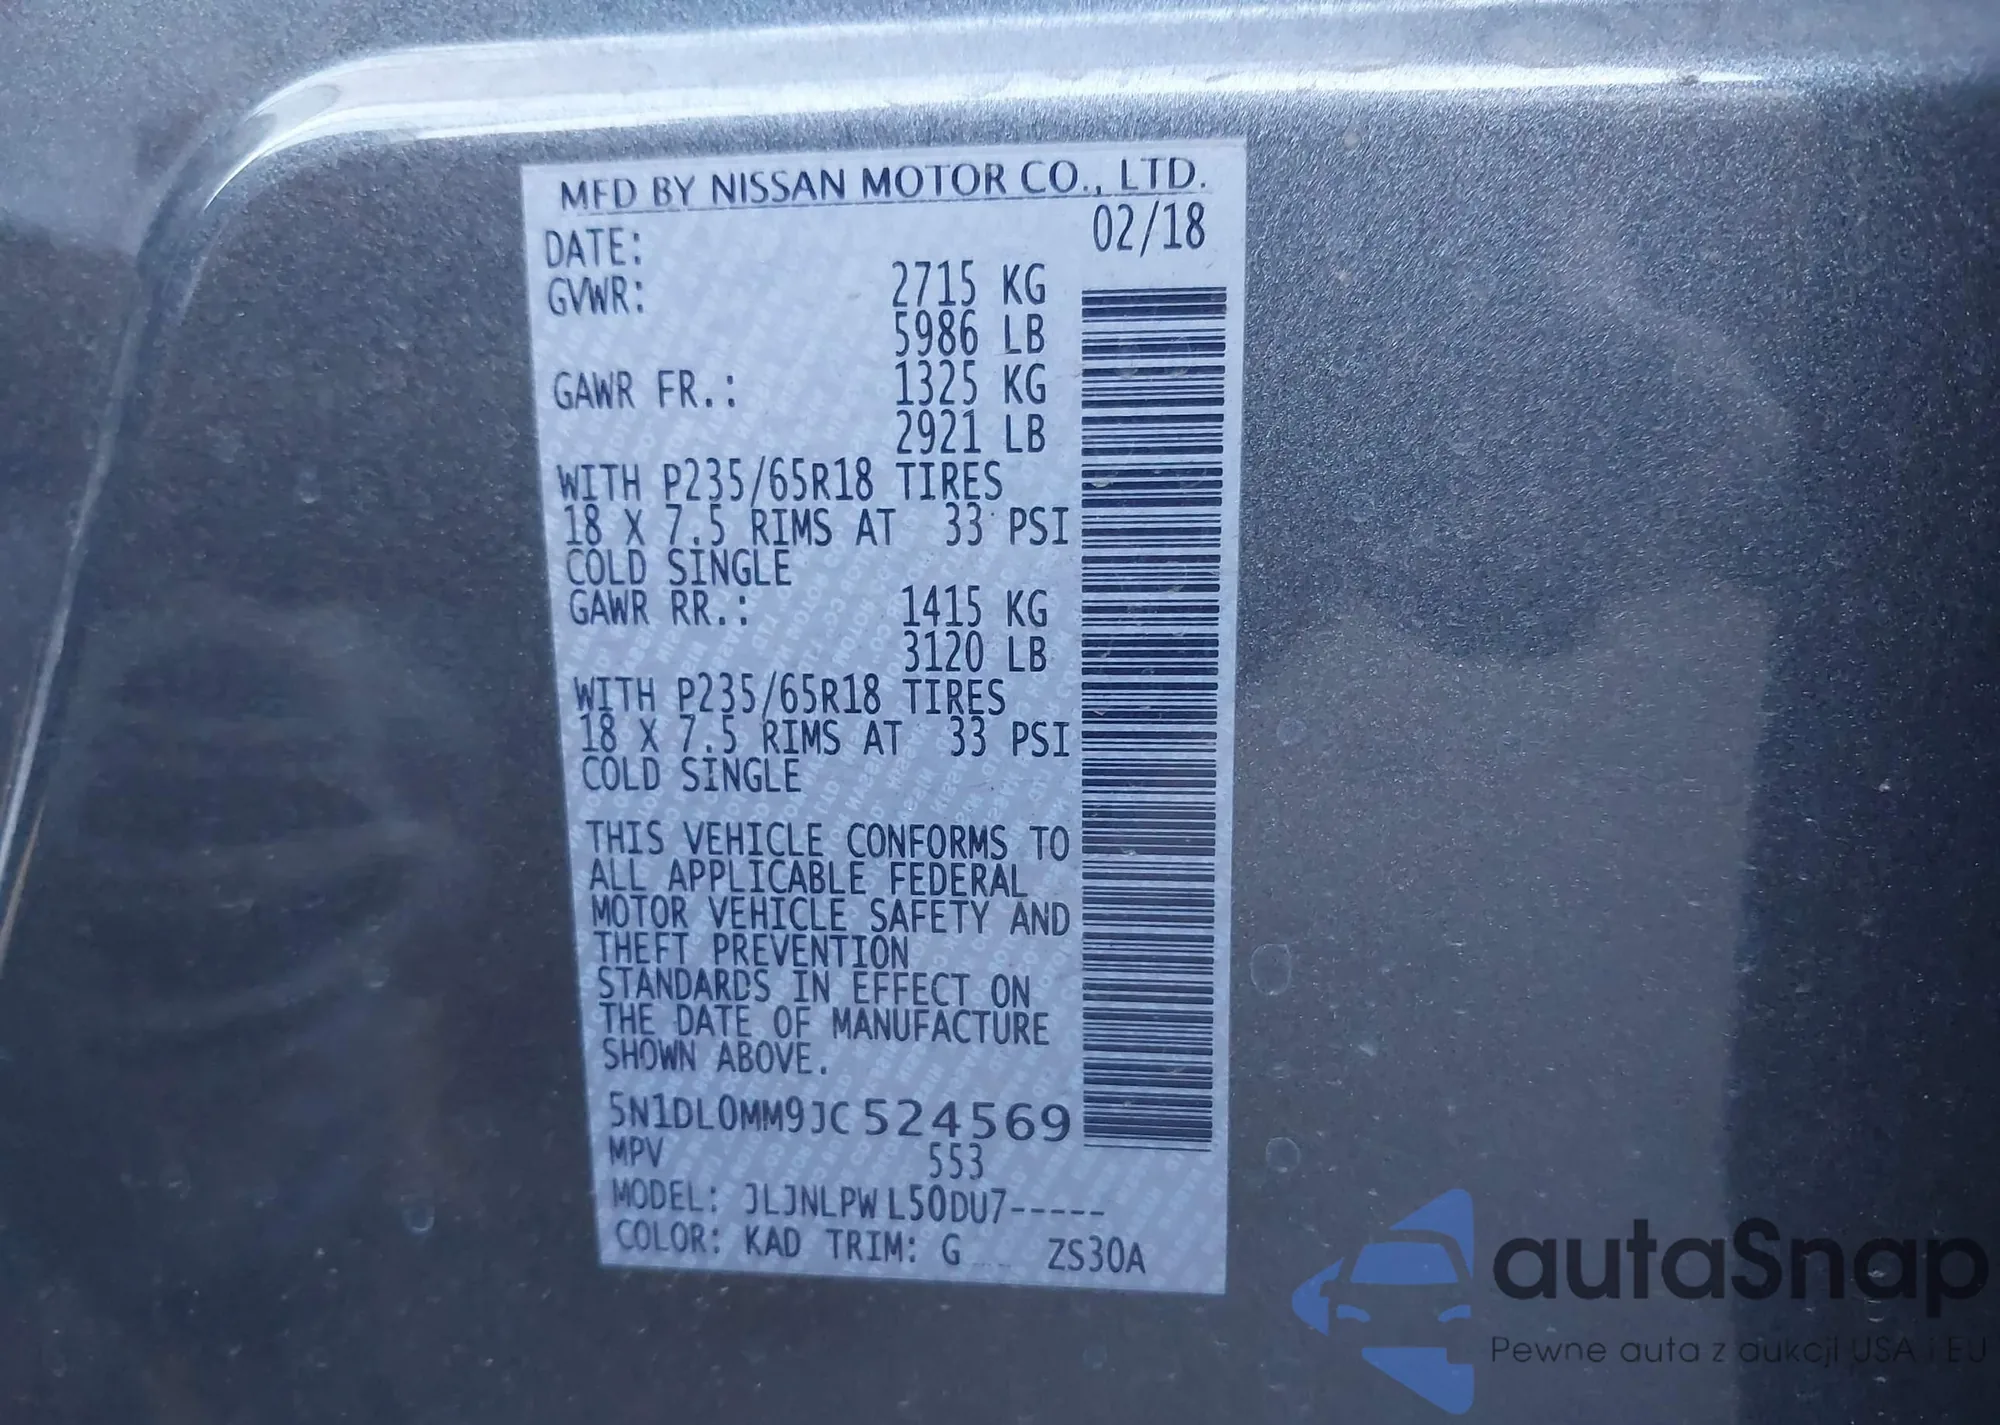 MFD BY NISSAN MOTOR CO., LTD.
DATE: 02/18
GVWR: 2715 KG
5986 LB
GAWR FR.: 1325 KG
2921 LB
WITH P235/65R18 TIRES
18 X 7.5 RIMS AT 33 PSI
COLD SINGLE
GAWR RR.: 1415 KG
3120 LB
WITH P235/65R18 TIRES
18 X 7.5 RIMS AT 33 PSI
COLD SINGLE
THIS VEHICLE CONFORMS TO
ALL APPLICABLE FEDERAL
MOTOR VEHICLE SAFETY AND
THEFT PREVENTION
STANDARDS IN EFFECT ON
THE DATE OF MANUFACTURE
SHOWN ABOVE.
5N1DL0MM9JC524569
MPV 553
MODEL: JLJNLPW L50DU7-----
COLOR: KAD TRIM: G ZS30A
autaSnap
Pewne auta z aukcji USA i EU